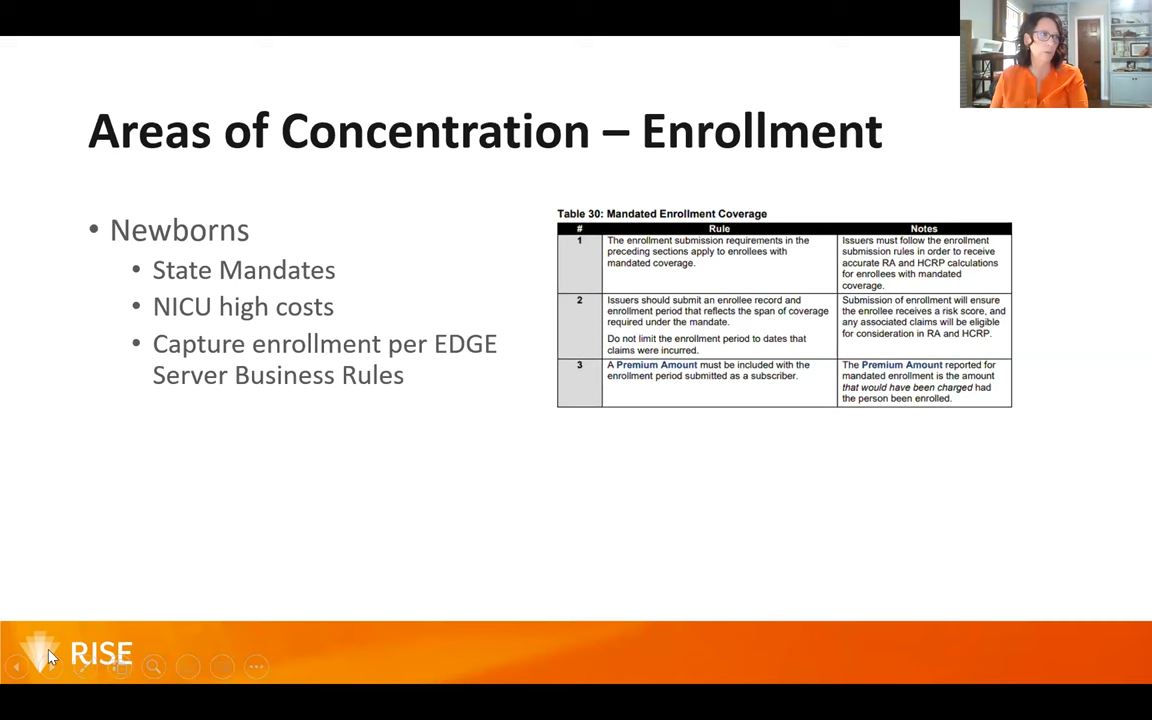 Areas of Concentration – Enrollment
• Newborns
• State Mandates
• NICU high costs
• Capture enrollment per EDGE
Server Business Rules
Table 30: Mandated Enrollment Coverage
# Rule Notes
1
The enrollment submission requirements in the
preceding sections apply to enrollees with
mandated coverage.
Issuers must follow the enrollment
submission rules in order to receive
accurate RA and HCRP calculations
for enrollees with mandated
coverage.
2
Issuers should submit an enrollee record and
enrollment period that reflects the span of coverage
required under the mandate.
Do not limit the enrollment period to dates that
claims were incurred.
Submission of enrollment will ensure
the enrollee receives a risk score, and
any associated claims will be eligible
for consideration in RA and HCRP.
3
A Premium Amount must be included with the
enrollment period submitted as a subscriber.
The Premium Amount reported for
mandated enrollment is the amount
that would have been charged had
the person been enrolled.
RISE